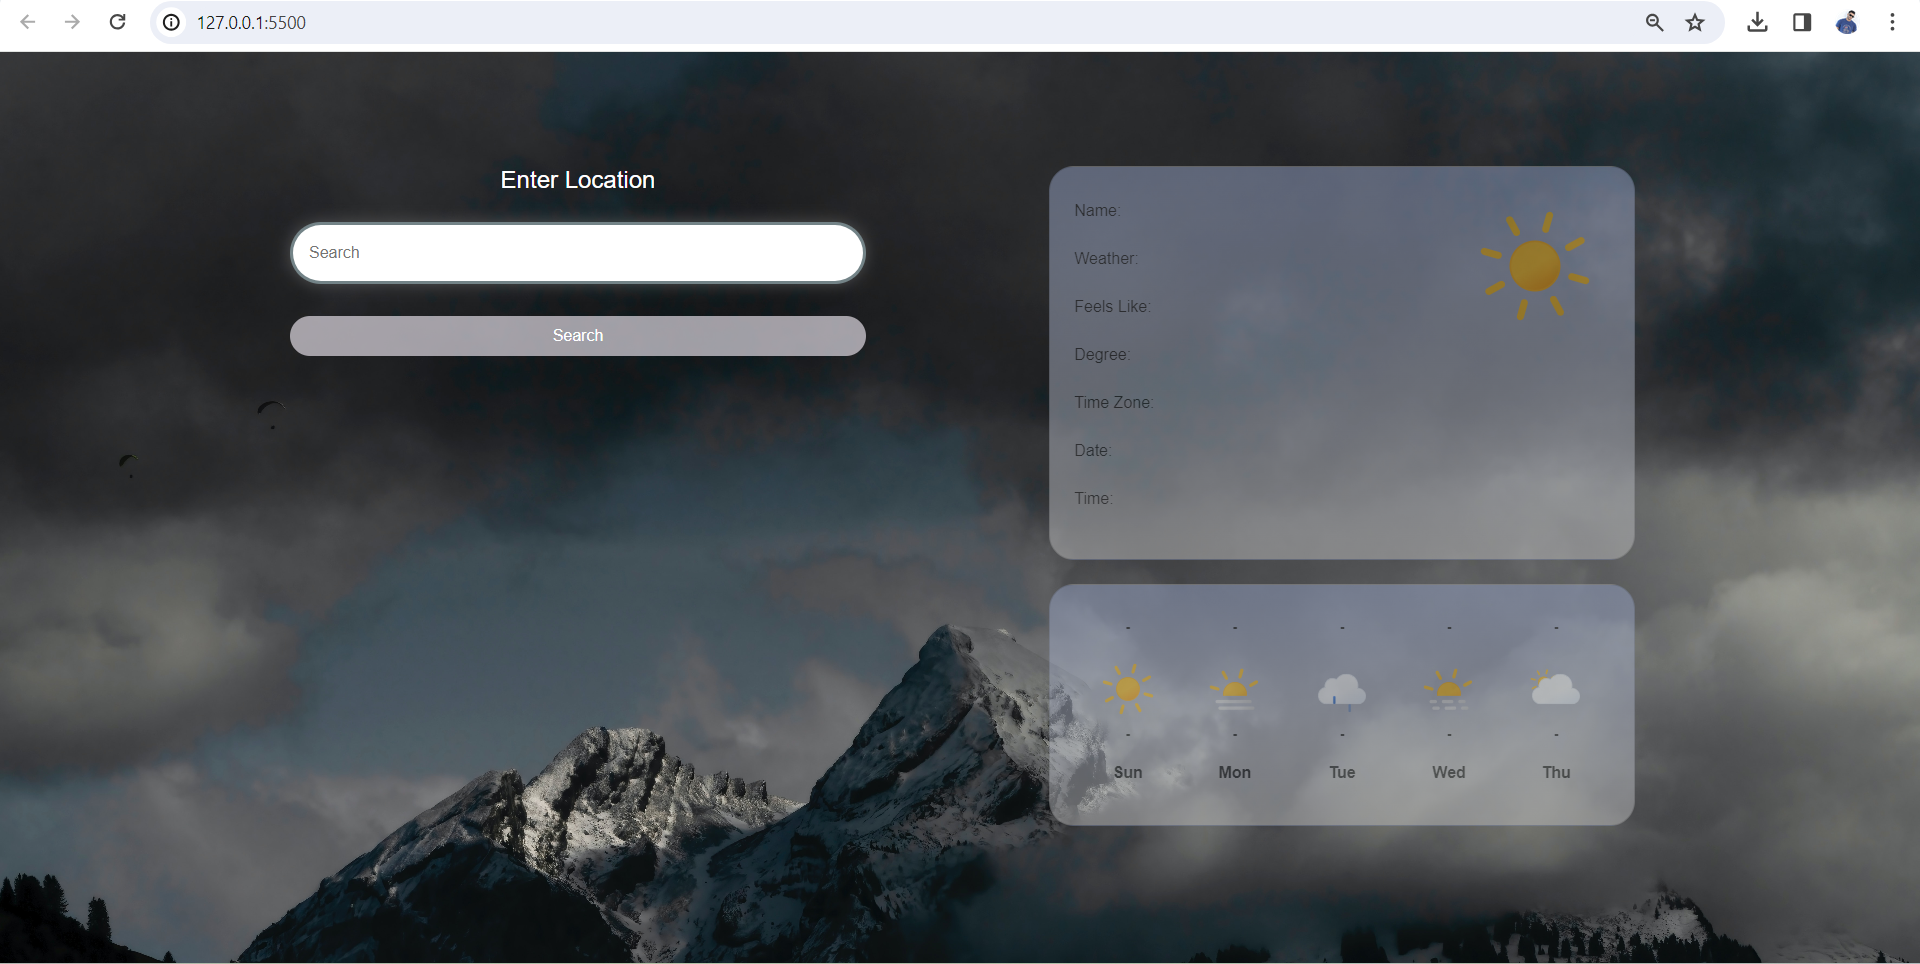 127.0.0.1:5500
Enter Location
Search
Search
Name:
Weather:
Feels Like:
Degree:
Time Zone:
Date:
Time:
- - - - -
- - - - -
Sun Mon Tue Wed Thu